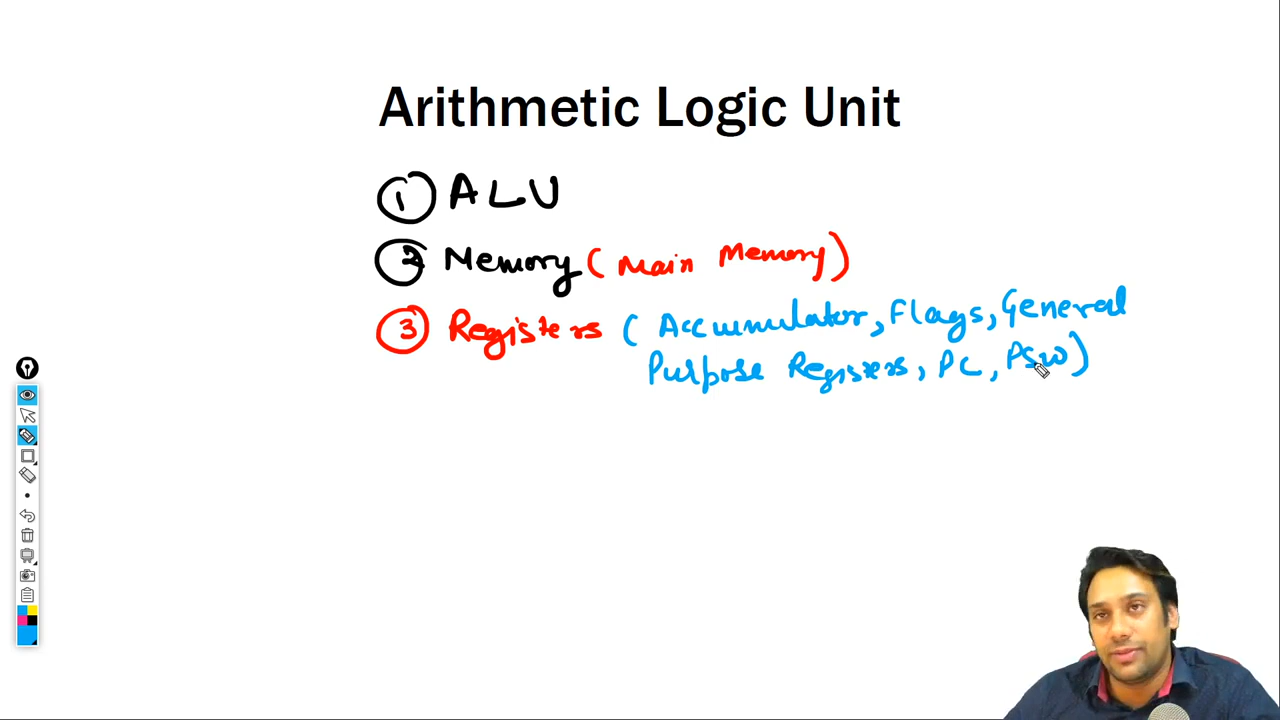 Arithmetic Logic Unit
① ALU
② Memory (Main Memory)
③ Registers (Accumulator, Flags, General
Purpose Registers, PC, PSW)